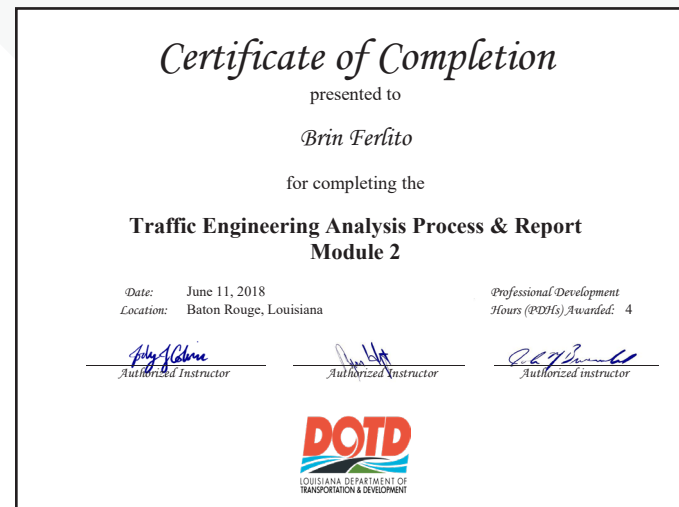 Certificate of Completion
presented to
Brin Ferlito
for completing the
Traffic Engineering Analysis Process & Report
Module 2
Date: June 11, 2018
Location: Baton Rouge, Louisiana
Professional Development
Hours (PDHs) Awarded: 4
Authorized Instructor
Authorized Instructor
Authorized instructor
DOTD
LOUISIANA DEPARTMENT OF
TRANSPORTATION & DEVELOPMENT